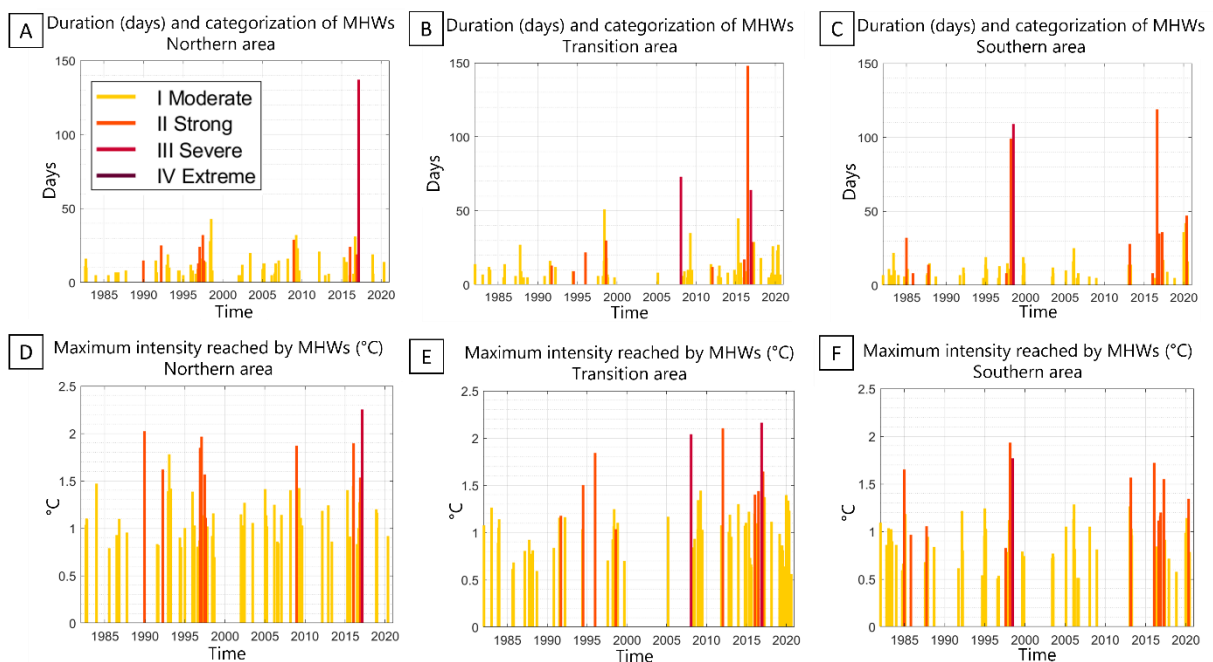 A
Duration (days) and categorization of MHWs
Northern area
150
100
50
0
Days
I Moderate
II Strong
III Severe
IV Extreme
1985 1990 1995 2000 2005 2010 2015 2020
Time
B
Duration (days) and categorization of MHWs
Transition area
150
100
50
0
Days
1985 1990 1995 2000 2005 2010 2015 2020
Time
C
Duration (days) and categorization of MHWs
Southern area
150
100
50
0
Days
1985 1990 1995 2000 2005 2010 2015 2020
Time
D
Maximum intensity reached by MHWs (°C)
Northern area
2.5
2
1.5
1
0.5
0
°C
1985 1990 1995 2000 2005 2010 2015 2020
Time
E
Maximum intensity reached by MHWs (°C)
Transition area
2.5
2
1.5
1
0.5
0
°C
1985 1990 1995 2000 2005 2010 2015 2020
Time
F
Maximum intensity reached by MHWs (°C)
Southern area
2.5
2
1.5
1
0.5
0
°C
1985 1990 1995 2000 2005 2010 2015 2020
Time